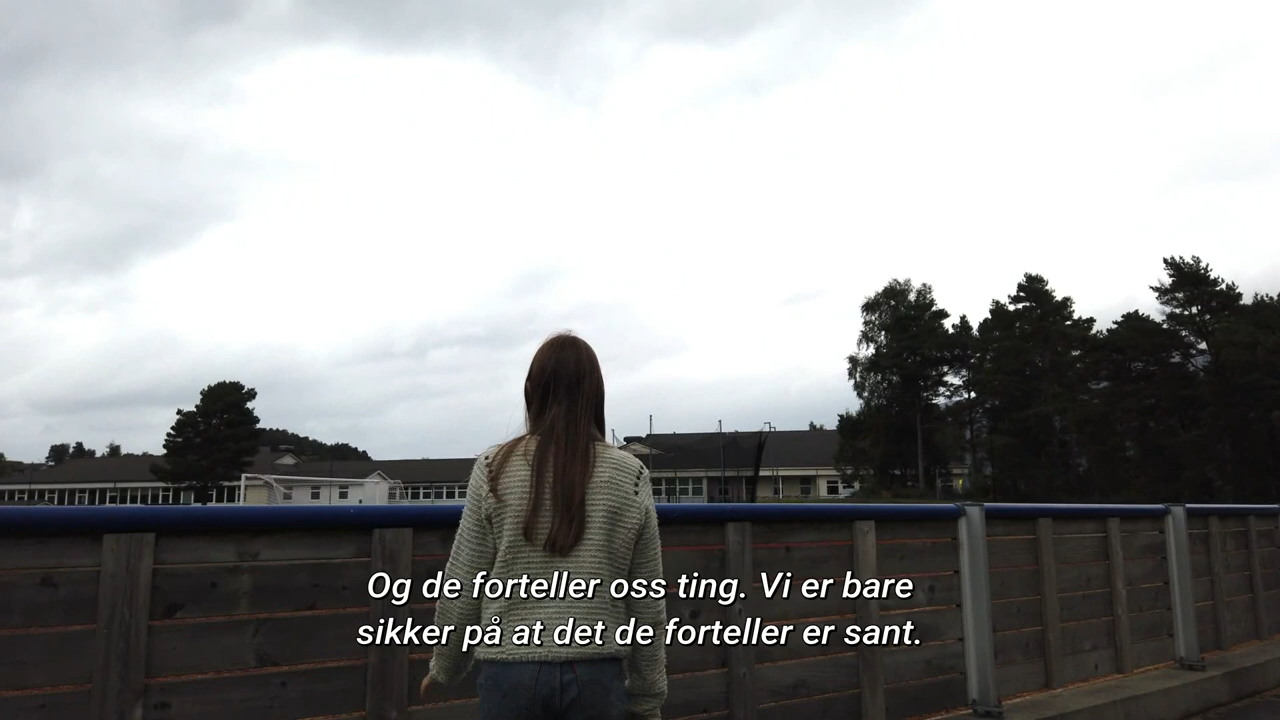 Og de forteller oss ting. Vi er bare
sikker på at det de forteller er sant.